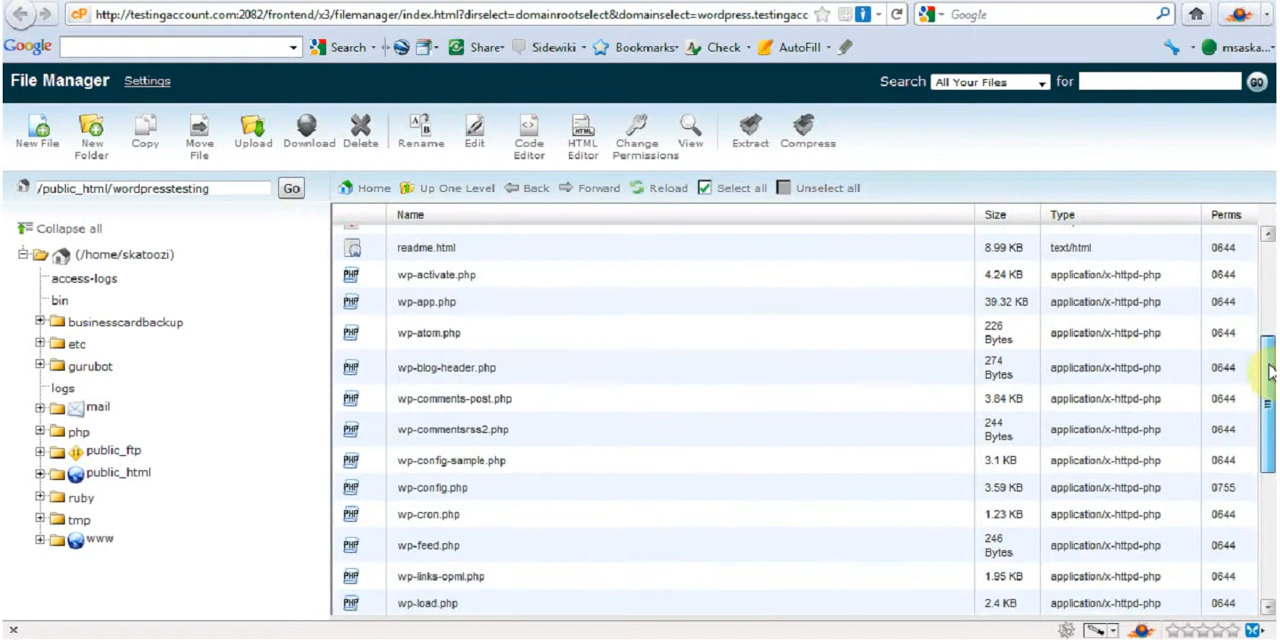 http://testingaccount.com:2082/frontend/x3/filemanager/index.html?dirselect=domainrootselect&domainselect=wordpress.testingacc
Google
Google Search Share Sidewiki Bookmarks Check AutoFill msaska...
File Manager Settings
Search All Your Files for GO
New File New Folder Copy Move File Upload Download Delete Rename Edit Code Editor HTML Editor Change Permissions View Extract Compress
/public_html/wordpresstesting Go
Home Up One Level Back Forward Reload Select all Unselect all
Collapse all
(/home/skatoozi)
access-logs
bin
businesscardbackup
etc
gurubot
logs
mail
php
public_ftp
public_html
ruby
tmp
www
Name Size Type Perms
readme.html 8.99 KB text/html 0644
wp-activate.php 4.24 KB application/x-httpd-php 0644
wp-app.php 39.32 KB application/x-httpd-php 0644
wp-atom.php 226 Bytes application/x-httpd-php 0644
wp-blog-header.php 274 Bytes application/x-httpd-php 0644
wp-comments-post.php 3.84 KB application/x-httpd-php 0644
wp-commentsrss2.php 244 Bytes application/x-httpd-php 0644
wp-config-sample.php 3.1 KB application/x-httpd-php 0644
wp-config.php 3.59 KB application/x-httpd-php 0755
wp-cron.php 1.23 KB application/x-httpd-php 0644
wp-feed.php 246 Bytes application/x-httpd-php 0644
wp-links-opml.php 1.95 KB application/x-httpd-php 0644
wp-load.php 2.4 KB application/x-httpd-php 0644